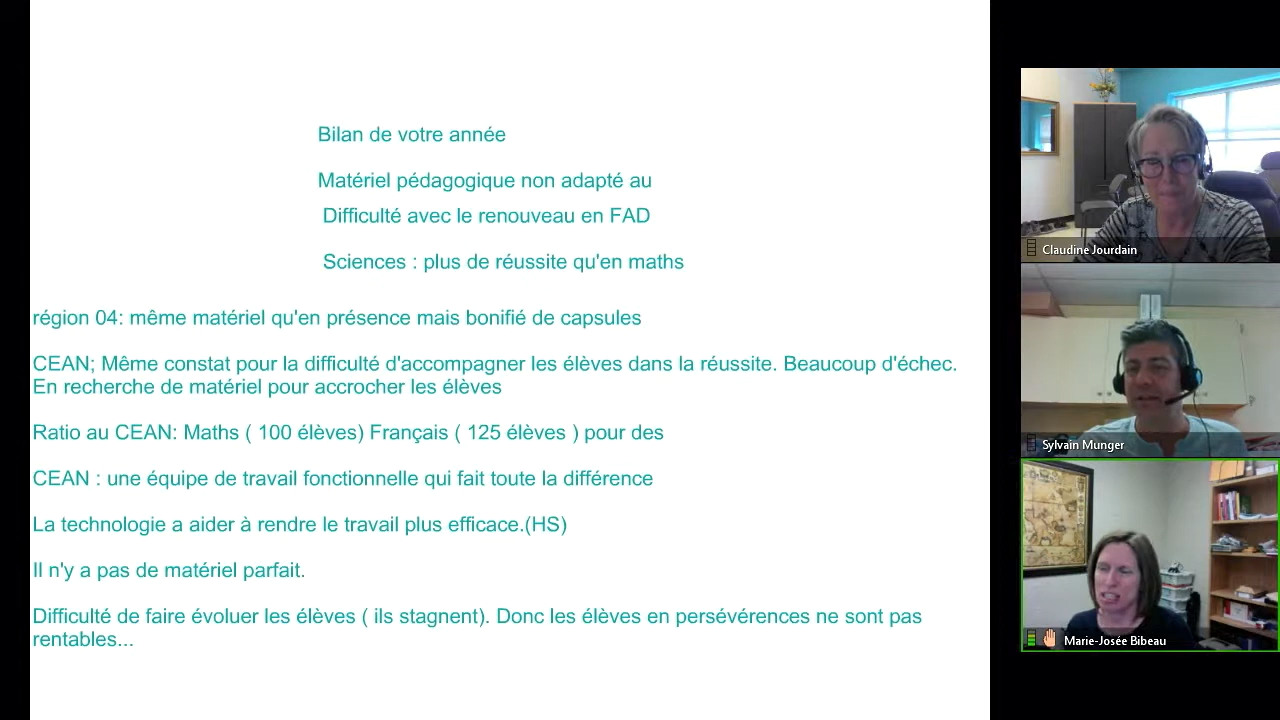 Bilan de votre année
Matériel pédagogique non adapté au
Difficulté avec le renouveau en FAD
Sciences : plus de réussite qu'en maths
région 04: même matériel qu'en présence mais bonifié de capsules
CEAN; Même constat pour la difficulté d'accompagner les élèves dans la réussite. Beaucoup d'échec.
En recherche de matériel pour accrocher les élèves
Ratio au CEAN: Maths ( 100 élèves) Français ( 125 élèves ) pour des
CEAN : une équipe de travail fonctionnelle qui fait toute la différence
La technologie a aider à rendre le travail plus efficace.(HS)
Il n'y a pas de matériel parfait.
Difficulté de faire évoluer les élèves ( ils stagnent). Donc les élèves en persévérences ne sont pas
rentables...
Claudine Jourdain
Sylvain Munger
Marie-Josée Bibeau